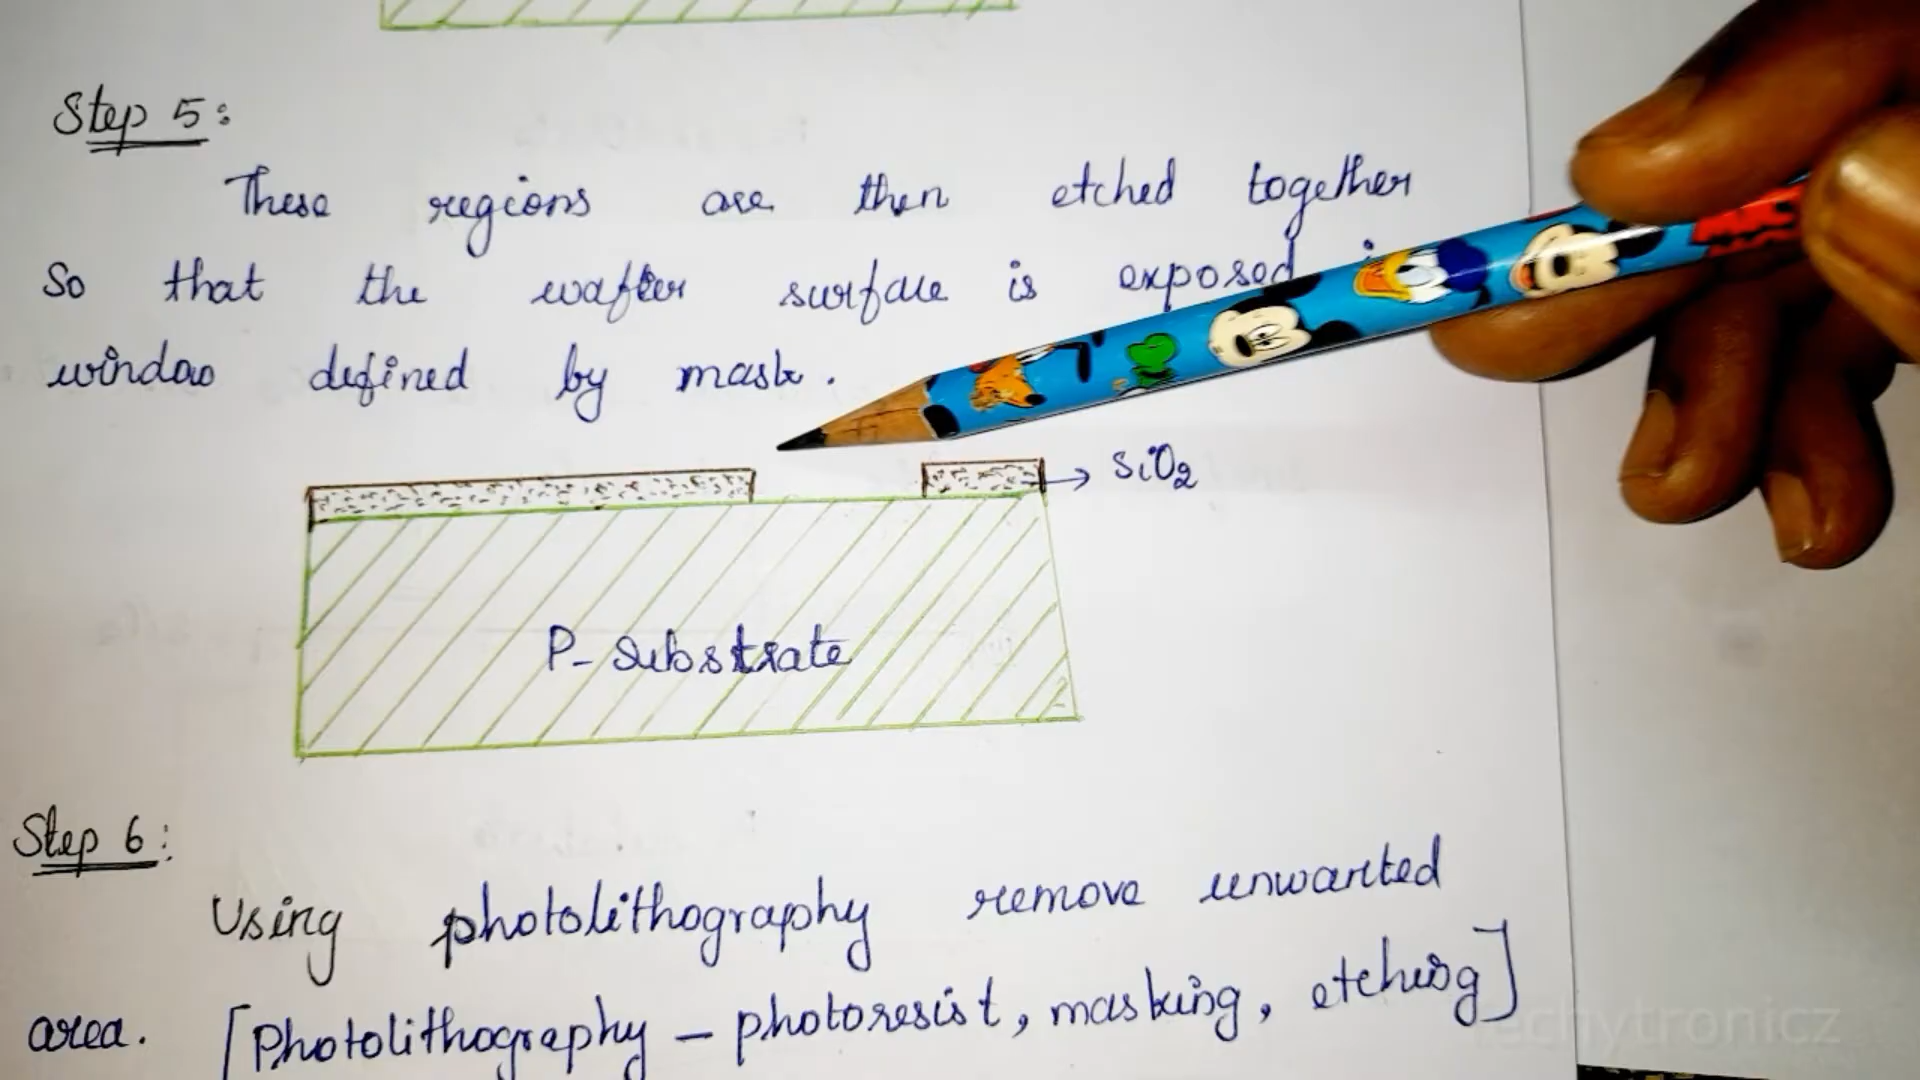 Step 5:
These regions are then etched together
So that the wafter surface is exposed
window defined by mask.
SiO2
P-substrate
Step 6:
Using photolithography remove unwanted
area. [Photolithography - photoresist, masking, etching]
echytronicz